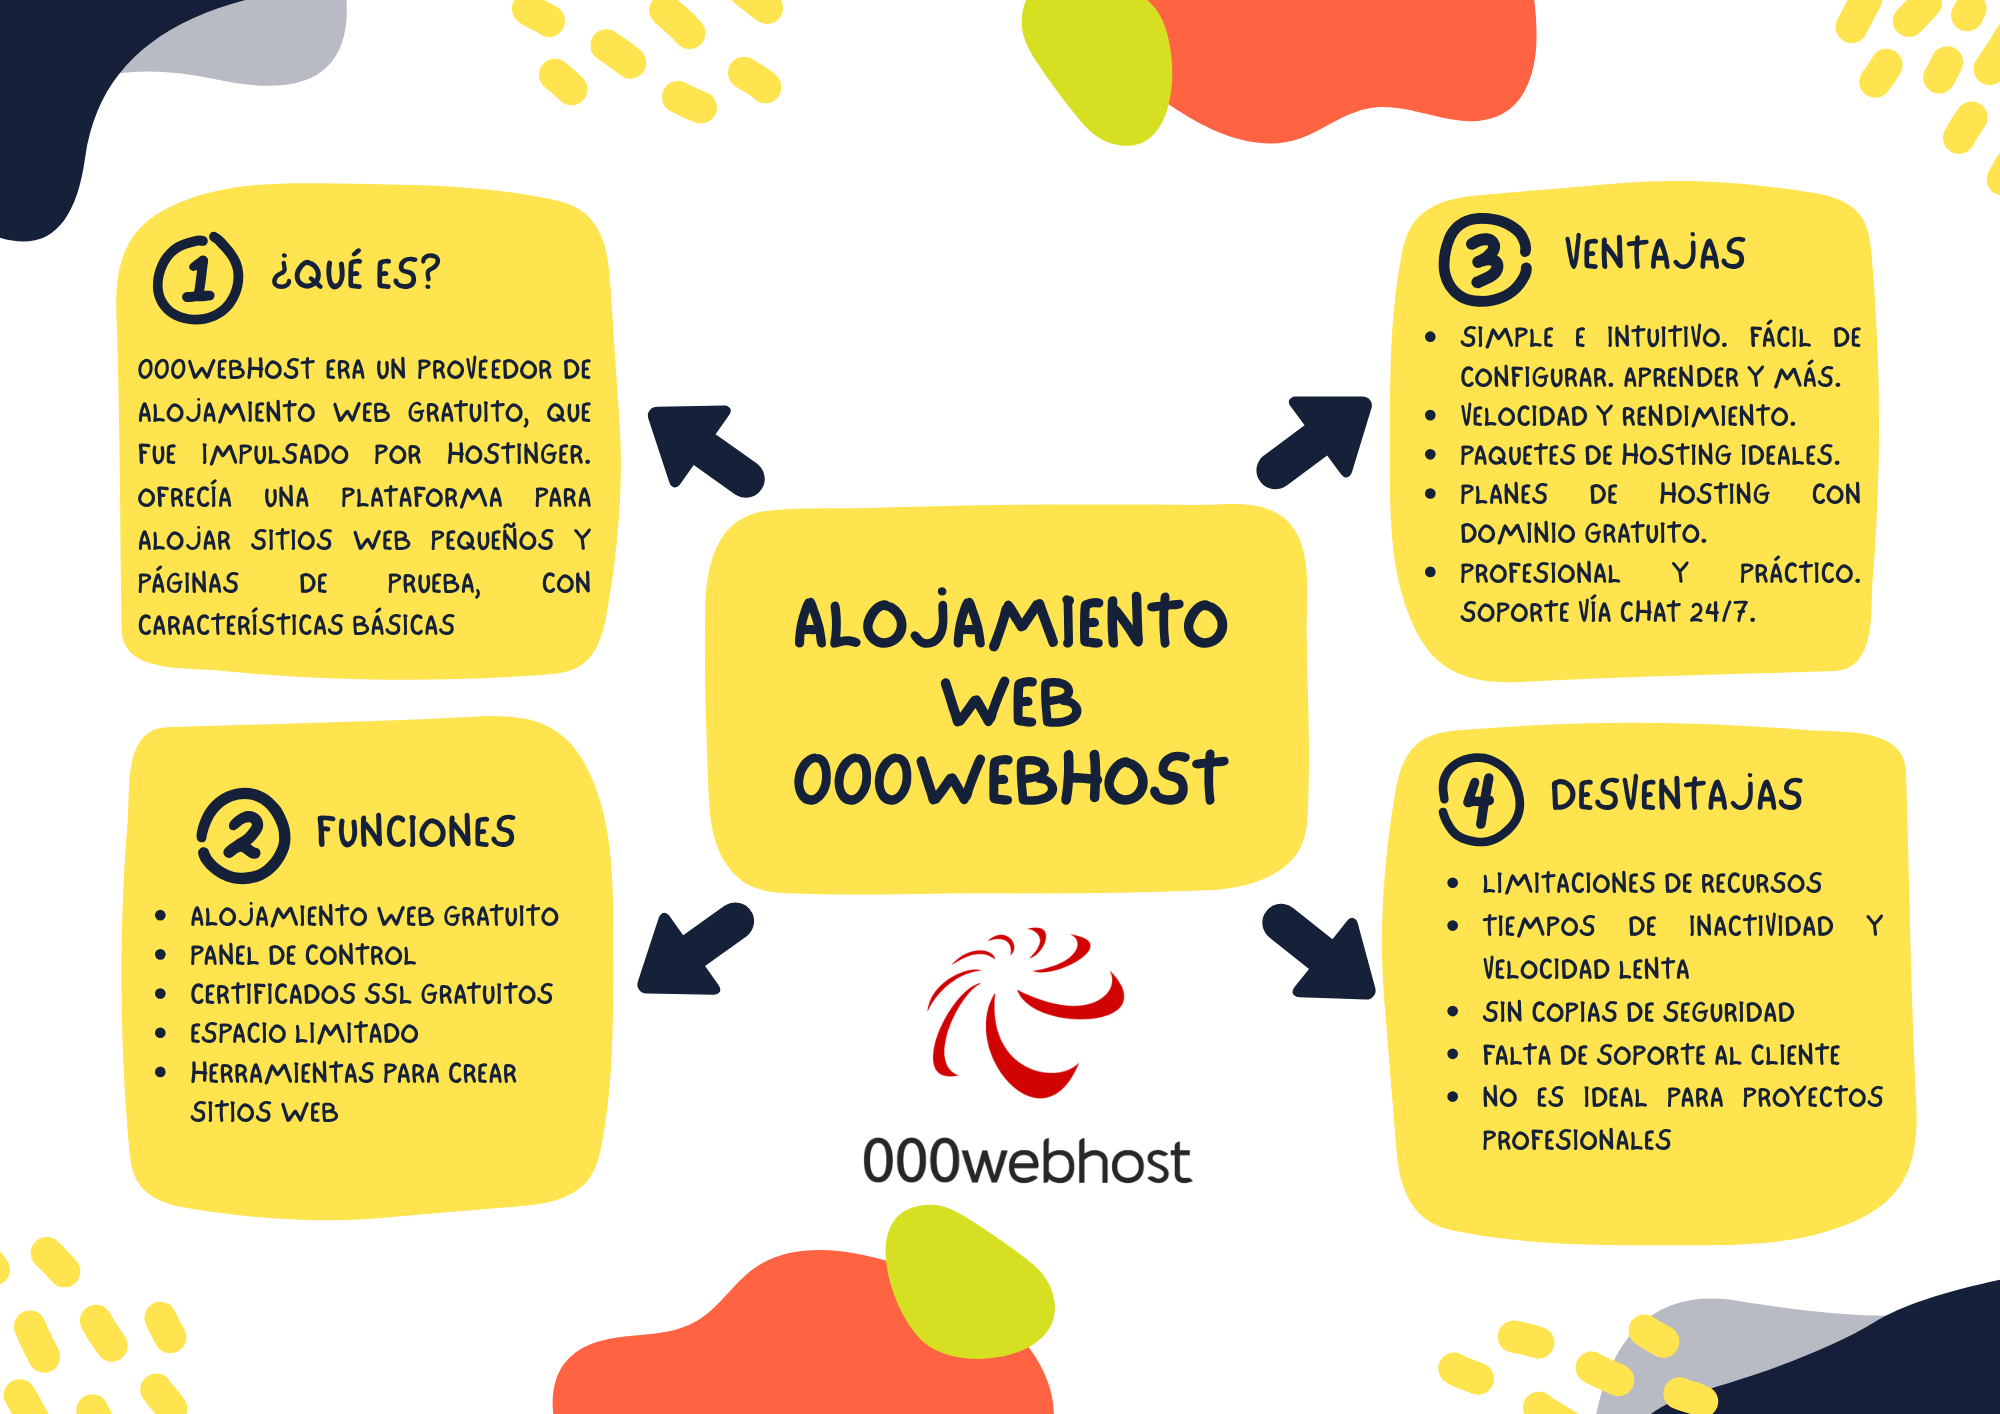 1
¿QUÉ ES?
000WEBHOST ERA UN PROVEEDOR DE
ALOJAMIENTO WEB GRATUITO, QUE
FUE IMPULSADO POR HOSTINGER.
OFRECÍA UNA PLATAFORMA PARA
ALOJAR SITIOS WEB PEQUEÑOS Y
PÁGINAS DE PRUEBA, CON
CARACTERÍSTICAS BÁSICAS
2
FUNCIONES
• ALOJAMIENTO WEB GRATUITO
• PANEL DE CONTROL
• CERTIFICADOS SSL GRATUITOS
• ESPACIO LIMITADO
• HERRAMIENTAS PARA CREAR
SITIOS WEB
ALOJAMIENTO
WEB
000WEBHOST
000webhost
3
VENTAJAS
• SIMPLE E INTUITIVO. FÁCIL DE
CONFIGURAR. APRENDER Y MÁS.
• VELOCIDAD Y RENDIMIENTO.
• PAQUETES DE HOSTING IDEALES.
• PLANES DE HOSTING CON
DOMINIO GRATUITO.
• PROFESIONAL Y PRÁCTICO.
SOPORTE VÍA CHAT 24/7.
4
DESVENTAJAS
• LIMITACIONES DE RECURSOS
• TIEMPOS DE INACTIVIDAD Y
VELOCIDAD LENTA
• SIN COPIAS DE SEGURIDAD
• FALTA DE SOPORTE AL CLIENTE
• NO ES IDEAL PARA PROYECTOS
PROFESIONALES